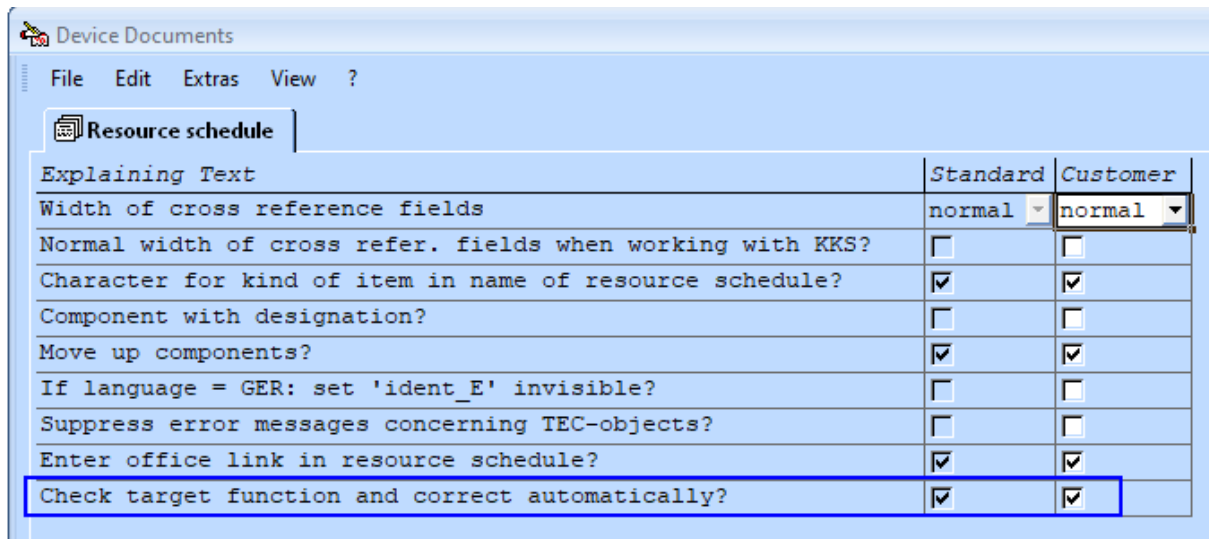 Device Documents
File Edit Extras View ?
Resource schedule
Explaining Text Standard Customer
Width of cross reference fields normal normal
Normal width of cross refer. fields when working with KKS?
Character for kind of item in name of resource schedule?
Component with designation?
Move up components?
If language = GER: set 'ident_E' invisible?
Suppress error messages concerning TEC-objects?
Enter office link in resource schedule?
Check target function and correct automatically?